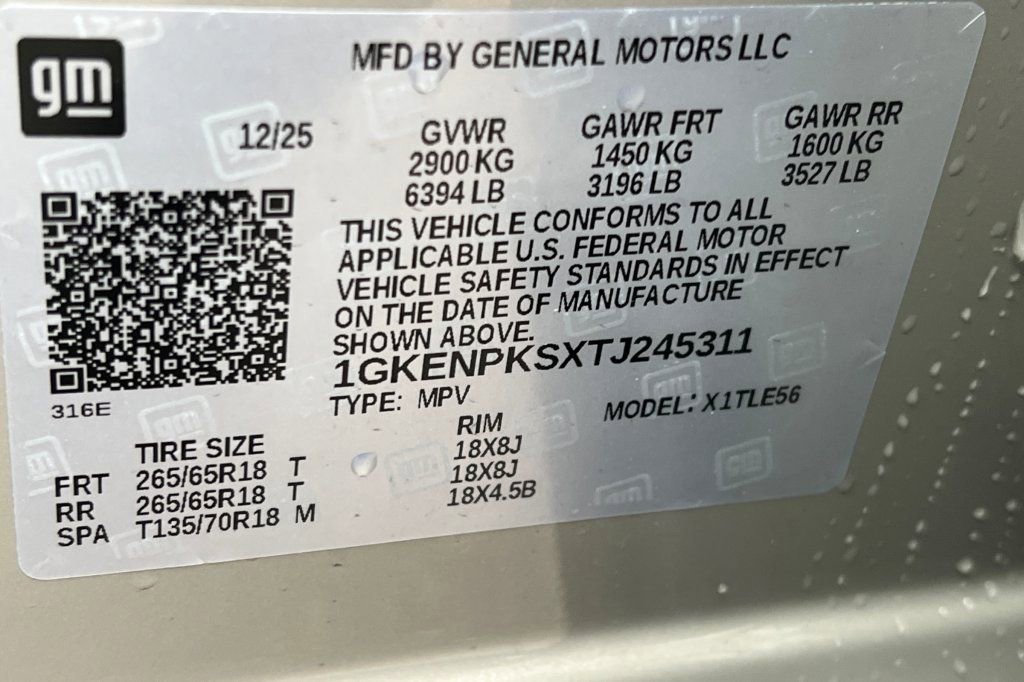 gm
MFD BY GENERAL MOTORS LLC
12/25 GVWR GAWR FRT GAWR RR
2900 KG 1450 KG 1600 KG
6394 LB 3196 LB 3527 LB
THIS VEHICLE CONFORMS TO ALL
APPLICABLE U.S. FEDERAL MOTOR
VEHICLE SAFETY STANDARDS IN EFFECT
ON THE DATE OF MANUFACTURE
SHOWN ABOVE.
1GKENPKSXTJ245311
316E
TYPE: MPV MODEL: X1TLE56
TIRE SIZE RIM
FRT 265/65R18 T 18X8J
RR 265/65R18 T 18X8J
SPA T135/70R18 M 18X4.5B